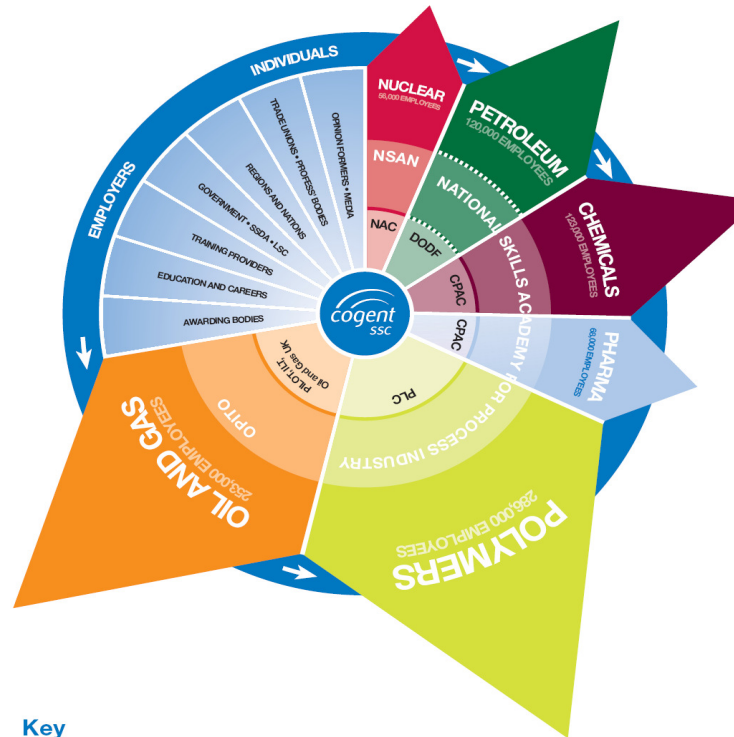 INDIVIDUALS
EMPLOYERS
OPINION FORMERS • MEDIA
TRADE UNIONS • PROFESS' BODIES
REGIONS AND NATIONS
GOVERNMENT • SSDA • LSC
TRAINING PROVIDERS
EDUCATION AND CAREERS
AWARDING BODIES
NUCLEAR
56,000 EMPLOYEES
NSAN
NAC
PETROLEUM
120,000 EMPLOYEES
DODF
CHEMICALS
123,000 EMPLOYEES
CPAC
PHARMA
66,000 EMPLOYEES
CPAC
NATIONAL SKILLS ACADEMY FOR PROCESS INDUSTRY
POLYMERS
286,000 EMPLOYEES
PLC
OIL AND GAS
253,000 EMPLOYEES
OPITO
PILOT, ILT,
Oil and Gas UK
cogent
ssc
Key